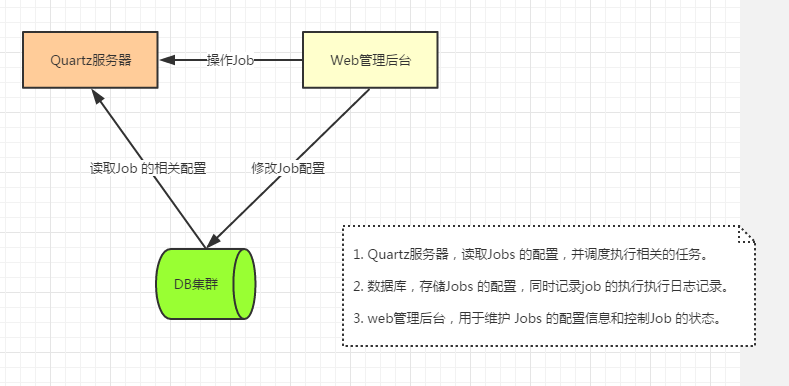 Quartz服务器
操作Job
Web管理后台
读取Job 的相关配置
修改Job配置
DB集群
1. Quartz服务器，读取Jobs 的配置，并调度执行相关的任务。
2. 数据库，存储Jobs 的配置，同时记录job 的执行执行日志记录。
3. web管理后台，用于维护 Jobs 的配置信息和控制Job 的状态。